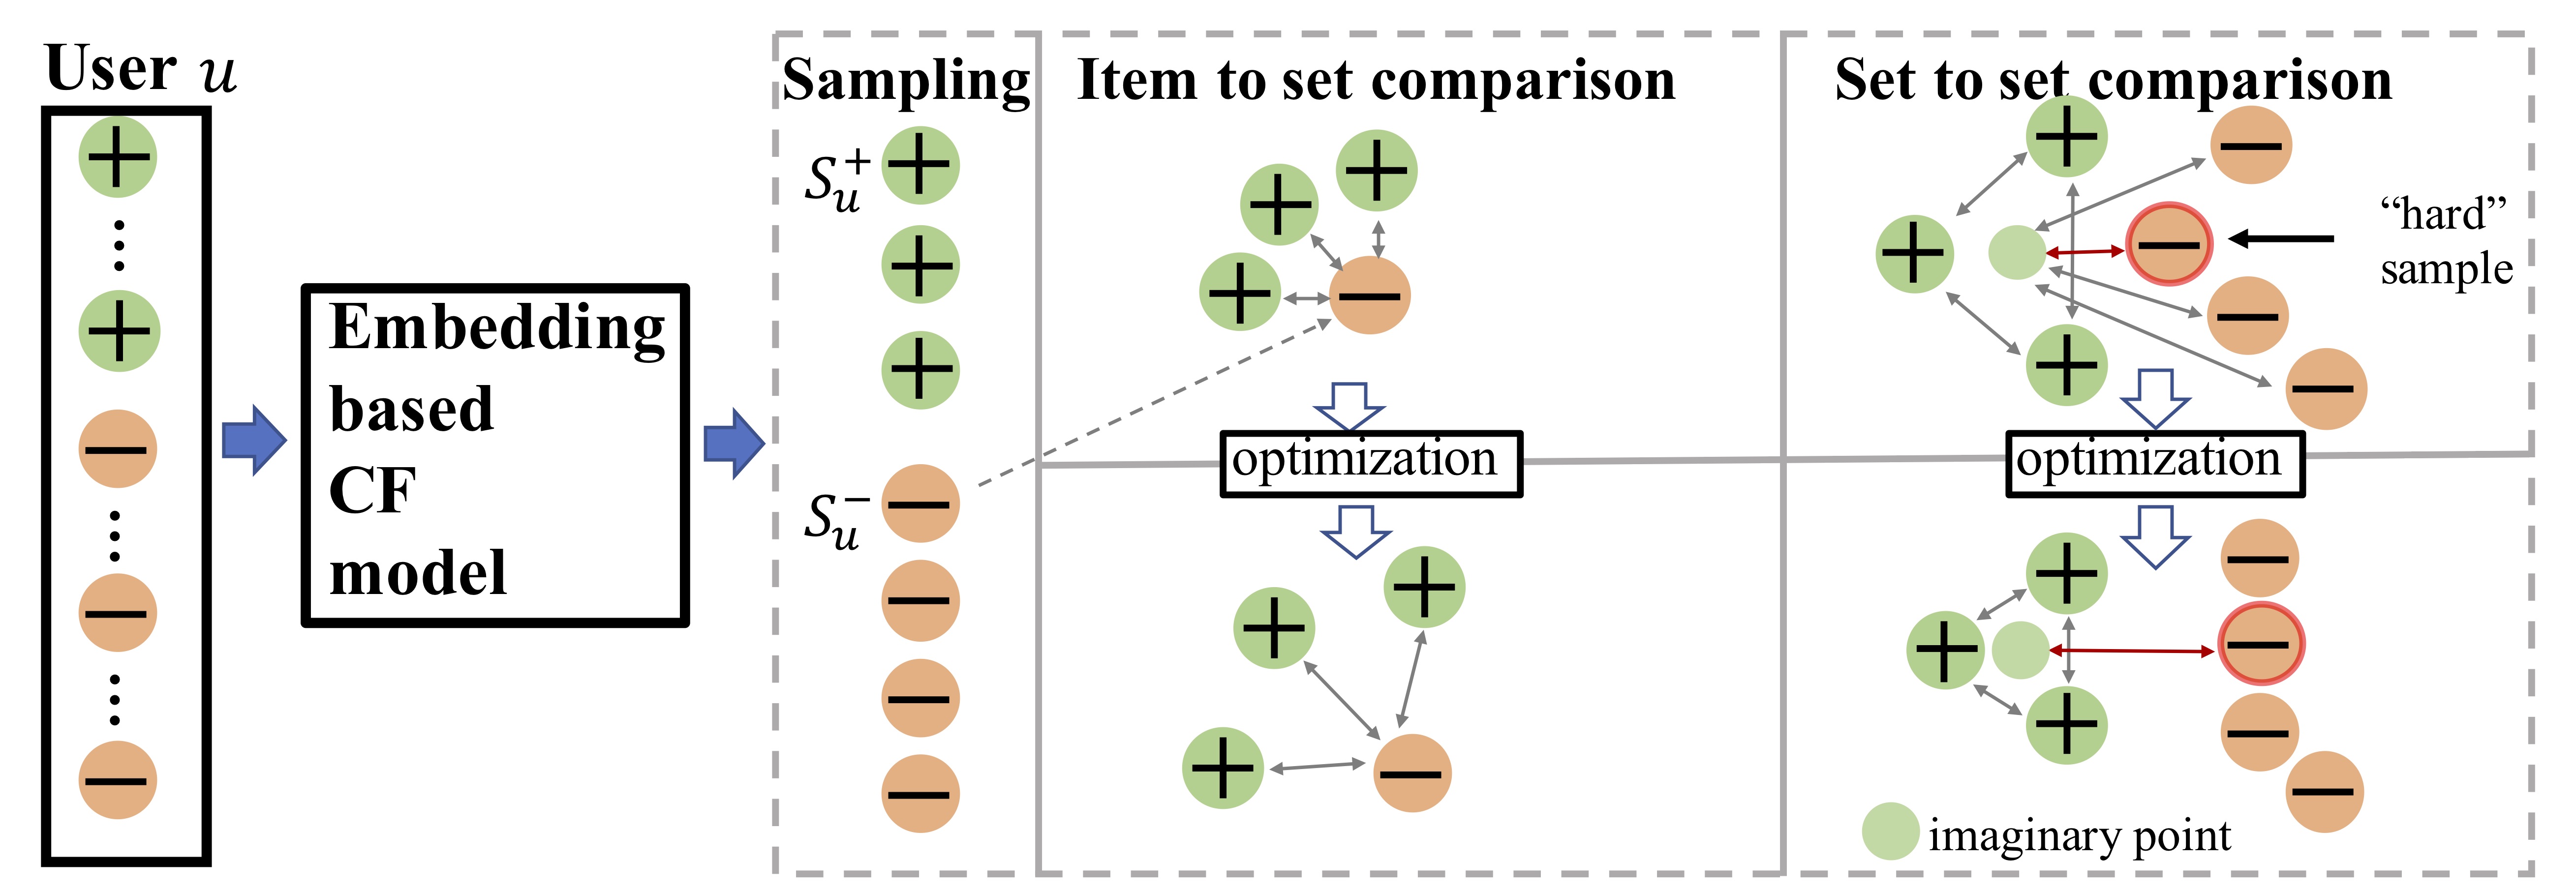 User u
Embedding
based
CF
model
Sampling
S_u^+
S_u^-
Item to set comparison
optimization
Set to set comparison
“hard”
sample
optimization
imaginary point